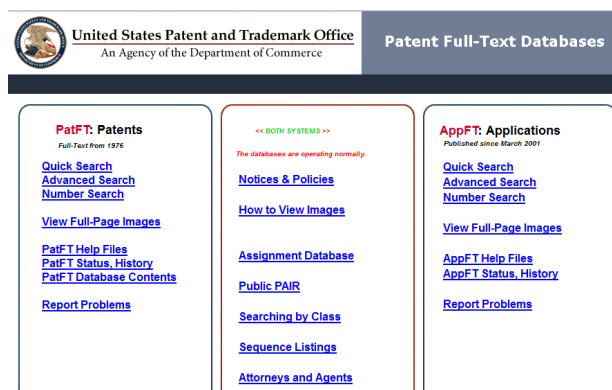 United States Patent and Trademark Office
An Agency of the Department of Commerce
Patent Full-Text Databases
PatFT: Patents
Full-Text from 1976
Quick Search
Advanced Search
Number Search
View Full-Page Images
PatFT Help Files
PatFT Status, History
PatFT Database Contents
Report Problems
<< BOTH SYSTEMS >>
The databases are operating normally.
Notices & Policies
How to View Images
Assignment Database
Public PAIR
Searching by Class
Sequence Listings
Attorneys and Agents
AppFT: Applications
Published since March 2001
Quick Search
Advanced Search
Number Search
View Full-Page Images
AppFT Help Files
AppFT Status, History
Report Problems